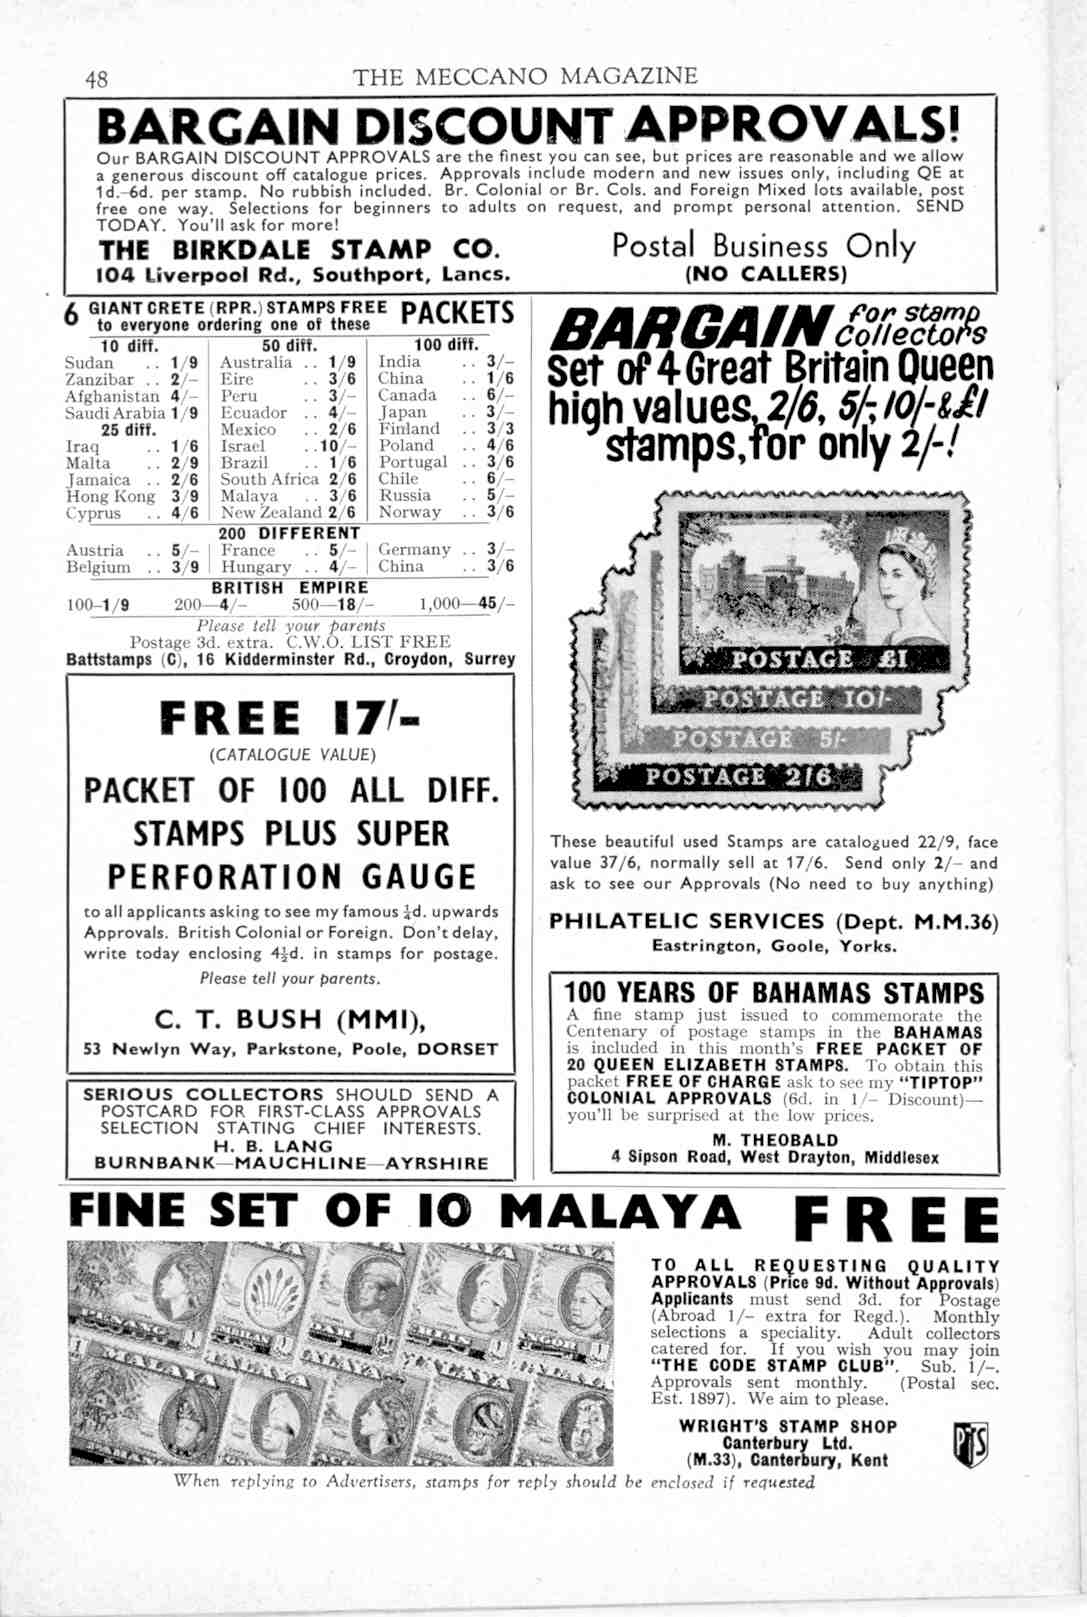 48
THE MECCANO MAGAZINE
BARGAIN DISCOUNT APPROVALS!
Our BARGAIN DISCOUNT APPROVALS are the finest you can see, but prices are reasonable and we allow
a generous discount off catalogue prices. Approvals include modern and new issues only, including QE at
1d.-6d. per stamp. No rubbish included. Br. Colonial or Br. Cols. and Foreign Mixed lots available, post
free one way. Selections for beginners to adults on request, and prompt personal attention. SEND
TODAY. You'll ask for more!
THE BIRKDALE STAMP CO.
104 Liverpool Rd., Southport, Lancs.
Postal Business Only
(NO CALLERS)
6 GIANT CRETE (RPR.) STAMPS FREE PACKETS
to everyone ordering one of these
10 diff.
Sudan .. 1/9
Zanzibar .. 2/-
Afghanistan 4/-
Saudi Arabia 1/9
25 diff.
Iraq .. 1/6
Malta .. 2/9
Jamaica .. 2/6
Hong Kong 3/9
Cyprus .. 4/6
50 diff.
Australia .. 1/9
Eire .. 3/6
Peru .. 3/-
Ecuador .. 4/-
Mexico .. 2/6
Israel ..10/-
Brazil .. 1/6
South Africa 2/6
Malaya .. 3/6
New Zealand 2/6
100 diff.
India .. 3/-
China .. 1/6
Canada .. 6/-
Japan .. 3/-
Finland .. 3/3
Poland .. 4/6
Portugal .. 3/6
Chile .. 6/-
Russia .. 5/-
Norway .. 3/6
200 DIFFERENT
Austria .. 5/- France .. 5/- Germany .. 3/-
Belgium .. 3/9 Hungary .. 4/- China .. 3/6
BRITISH EMPIRE
100-1/9 200-4/- 500-18/- 1,000-45/-
Please tell your parents
Postage 3d. extra. C.W.O. LIST FREE
Battstamps (C), 16 Kidderminster Rd., Croydon, Surrey
FREE 17/-
(CATALOGUE VALUE)
PACKET OF 100 ALL DIFF.
STAMPS PLUS SUPER
PERFORATION GAUGE
to all applicants asking to see my famous ¼d. upwards
Approvals. British Colonial or Foreign. Don't delay,
write today enclosing 4½d. in stamps for postage.
Please tell your parents.
C. T. BUSH (MMI),
53 Newlyn Way, Parkstone, Poole, DORSET
SERIOUS COLLECTORS SHOULD SEND A
POSTCARD FOR FIRST-CLASS APPROVALS
SELECTION STATING CHIEF INTERESTS.
H. B. LANG
BURNBANK—MAUCHLINE—AYRSHIRE
BARGAIN for stamp
collectors
Set of 4 Great Britain Queen
high values, 2/6, 5/-, 10/- & £1
stamps, for only 2/-!
POSTAGE £1
POSTAGE 10/-
POSTAGE 5/-
POSTAGE 2/6
These beautiful used Stamps are catalogued 22/9, face
value 37/6, normally sell at 17/6. Send only 2/- and
ask to see our Approvals (No need to buy anything)
PHILATELIC SERVICES (Dept. M.M.36)
Eastrington, Goole, Yorks.
100 YEARS OF BAHAMAS STAMPS
A fine stamp just issued to commemorate the
Centenary of postage stamps in the BAHAMAS
is included in this month's FREE PACKET OF
20 QUEEN ELIZABETH STAMPS. To obtain this
packet FREE OF CHARGE ask to see my "TIPTOP"
COLONIAL APPROVALS (6d. in 1/- Discount)—
you'll be surprised at the low prices.
M. THEOBALD
4 Sipson Road, West Drayton, Middlesex
FINE SET OF 10 MALAYA FREE
TO ALL REQUESTING QUALITY
APPROVALS (Price 9d. Without Approvals)
Applicants must send 3d. for Postage
(Abroad 1/- extra for Regd.). Monthly
selections a speciality. Adult collectors
catered for. If you wish you may join
"THE CODE STAMP CLUB". Sub. 1/-.
Approvals sent monthly. (Postal sec.
Est. 1897). We aim to please.
WRIGHT'S STAMP SHOP
Canterbury Ltd.
(M.33), Canterbury, Kent
PTS
When replying to Advertisers, stamps for reply should be enclosed if requested